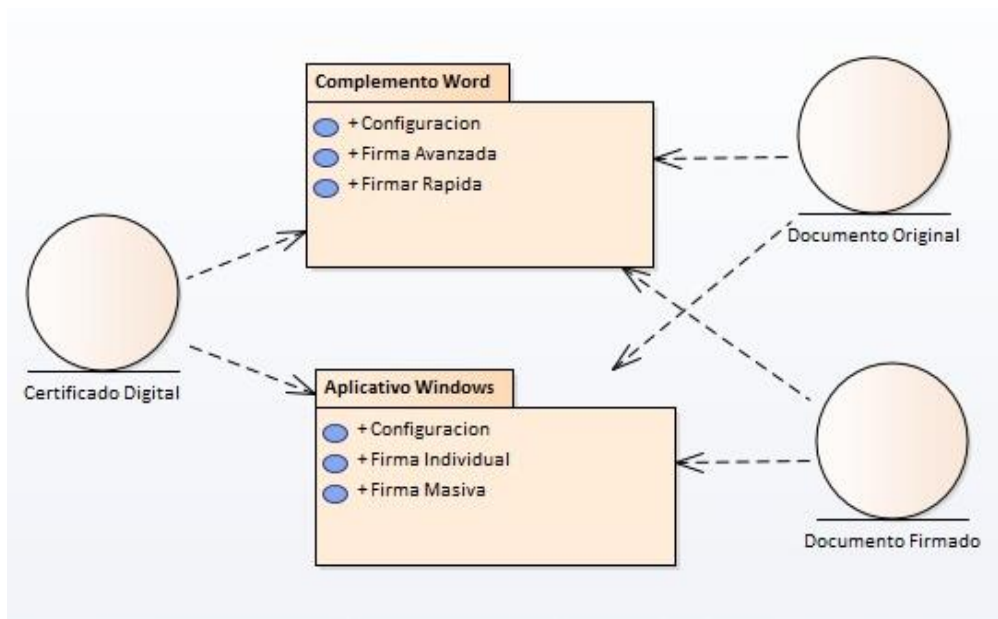 Complemento Word
+Configuracion
+Firma Avanzada
+Firmar Rapida
Documento Original
Certificado Digital
Aplicativo Windows
+Configuracion
+Firma Individual
+Firma Masiva
Documento Firmado